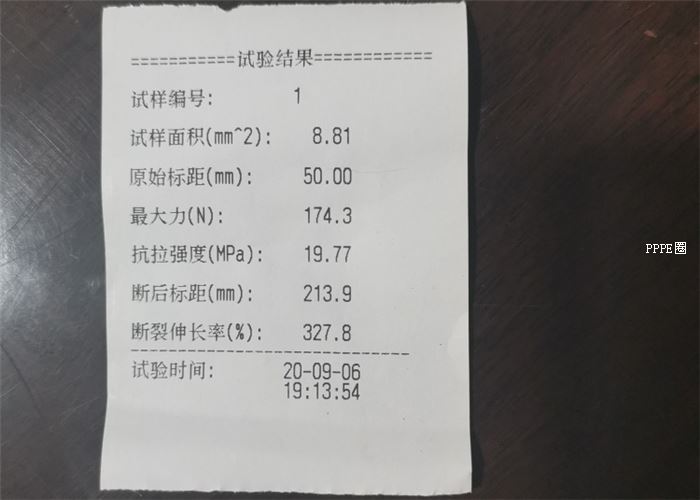 ===========试验结果============
试样编号: 1
试样面积(mm^2): 8.81
原始标距(mm): 50.00
最大力(N): 174.3
抗拉强度(MPa): 19.77
断后标距(mm): 213.9
断裂伸长率(%): 327.8
--------------------------------
试验时间: 20-09-06
19:13:54
PPPE圈